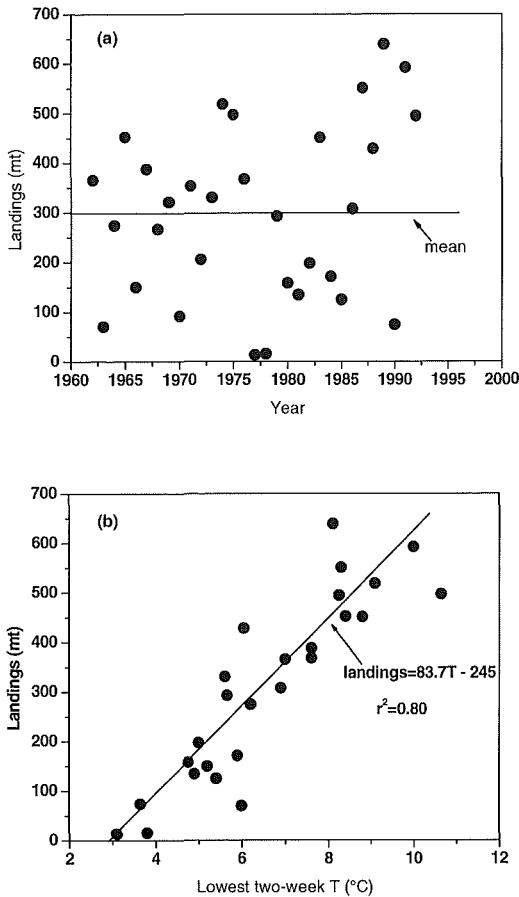 (a)
Landings (mt)
700
600
500
400
300
200
100
0
mean
1960 1965 1970 1975 1980 1985 1990 1995 2000
Year
(b)
Landings (mt)
700
600
500
400
300
200
100
0
landings=83.7T - 245
r²=0.80
2 4 6 8 10 12
Lowest two-week T (°C)